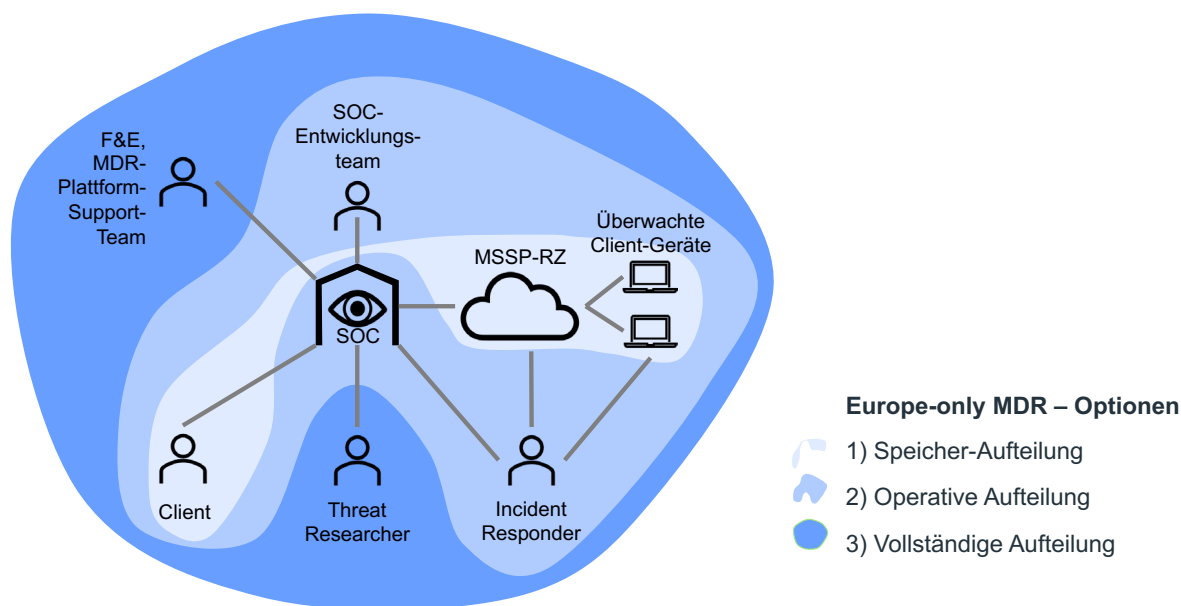 SOC-
Entwicklungs-
team
F&E,
MDR-
Plattform-
Support-
Team
Überwachte
Client-Geräte
MSSP-RZ
SOC
Client
Threat
Researcher
Incident
Responder
Europe-only MDR – Optionen
1) Speicher-Aufteilung
2) Operative Aufteilung
3) Vollständige Aufteilung